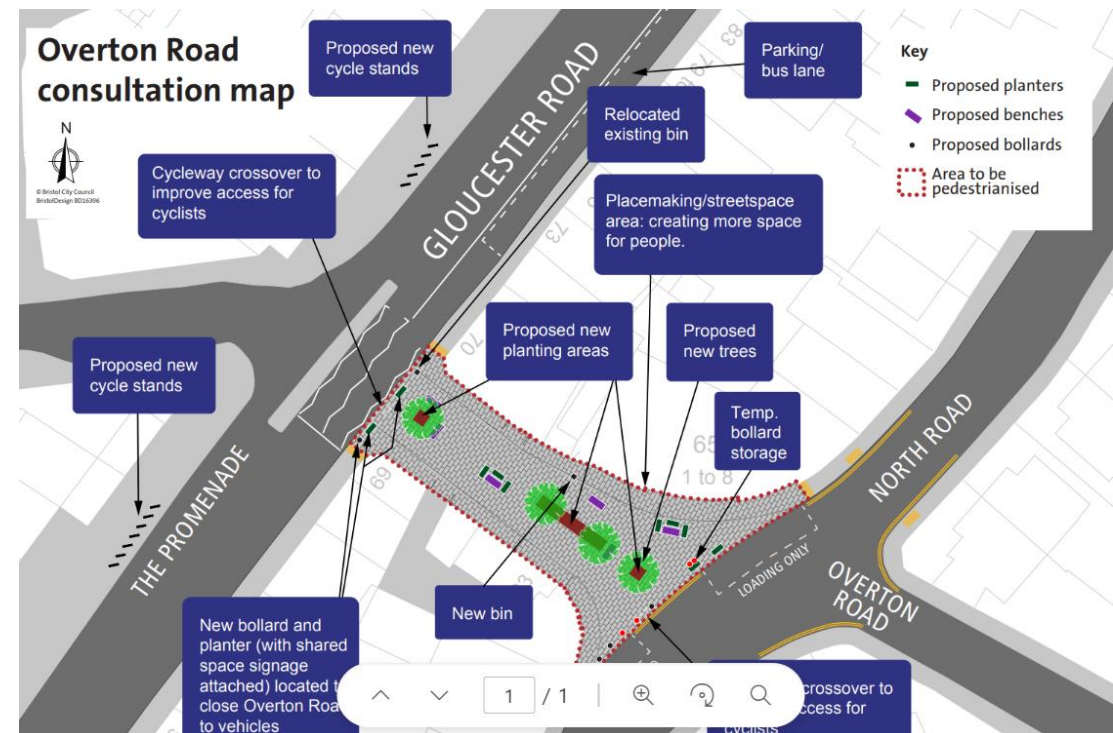 Overton Road
consultation map
N
© Bristol City Council
BristolDesign BD16396
Proposed new
cycle stands
GLOUCESTER ROAD
Parking/
bus lane
Key
Proposed planters
Proposed benches
Proposed bollards
Area to be
pedestrianised
Relocated
existing bin
Cycleway crossover to
improve access for
cyclists
Placemaking/streetspace
area: creating more space
for people.
83
79
73
70
Proposed new
planting areas
Proposed
new trees
Proposed new
cycle stands
Temp.
bollard
storage
1 to 8
69
NORTH ROAD
THE PROMENADE
LOADING ONLY
OVERTON
ROAD
New bin
New bollard and
planter (with shared
space signage
attached) located
close Overton
to vehicles
crossover to
access for
cyclists
1 / 1